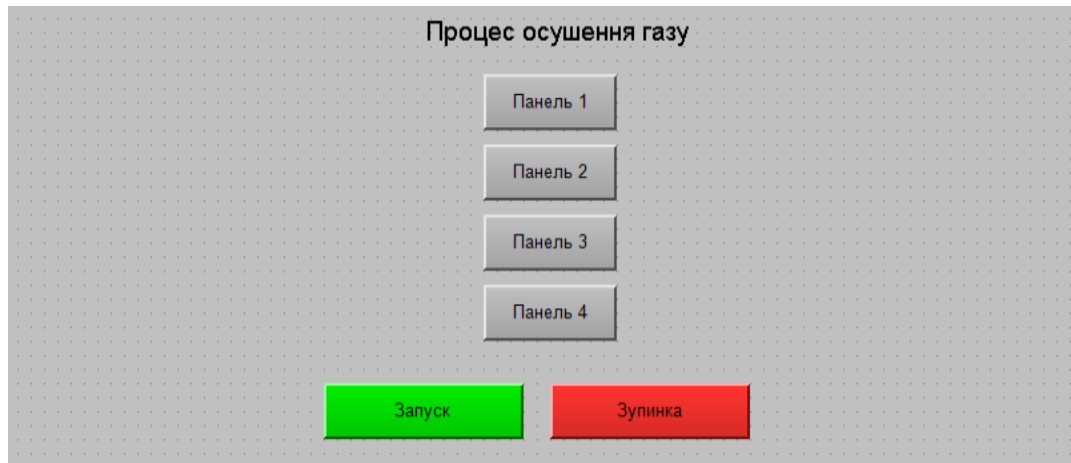 Процес осушення газу
Панель 1
Панель 2
Панель 3
Панель 4
Запуск Зупинка